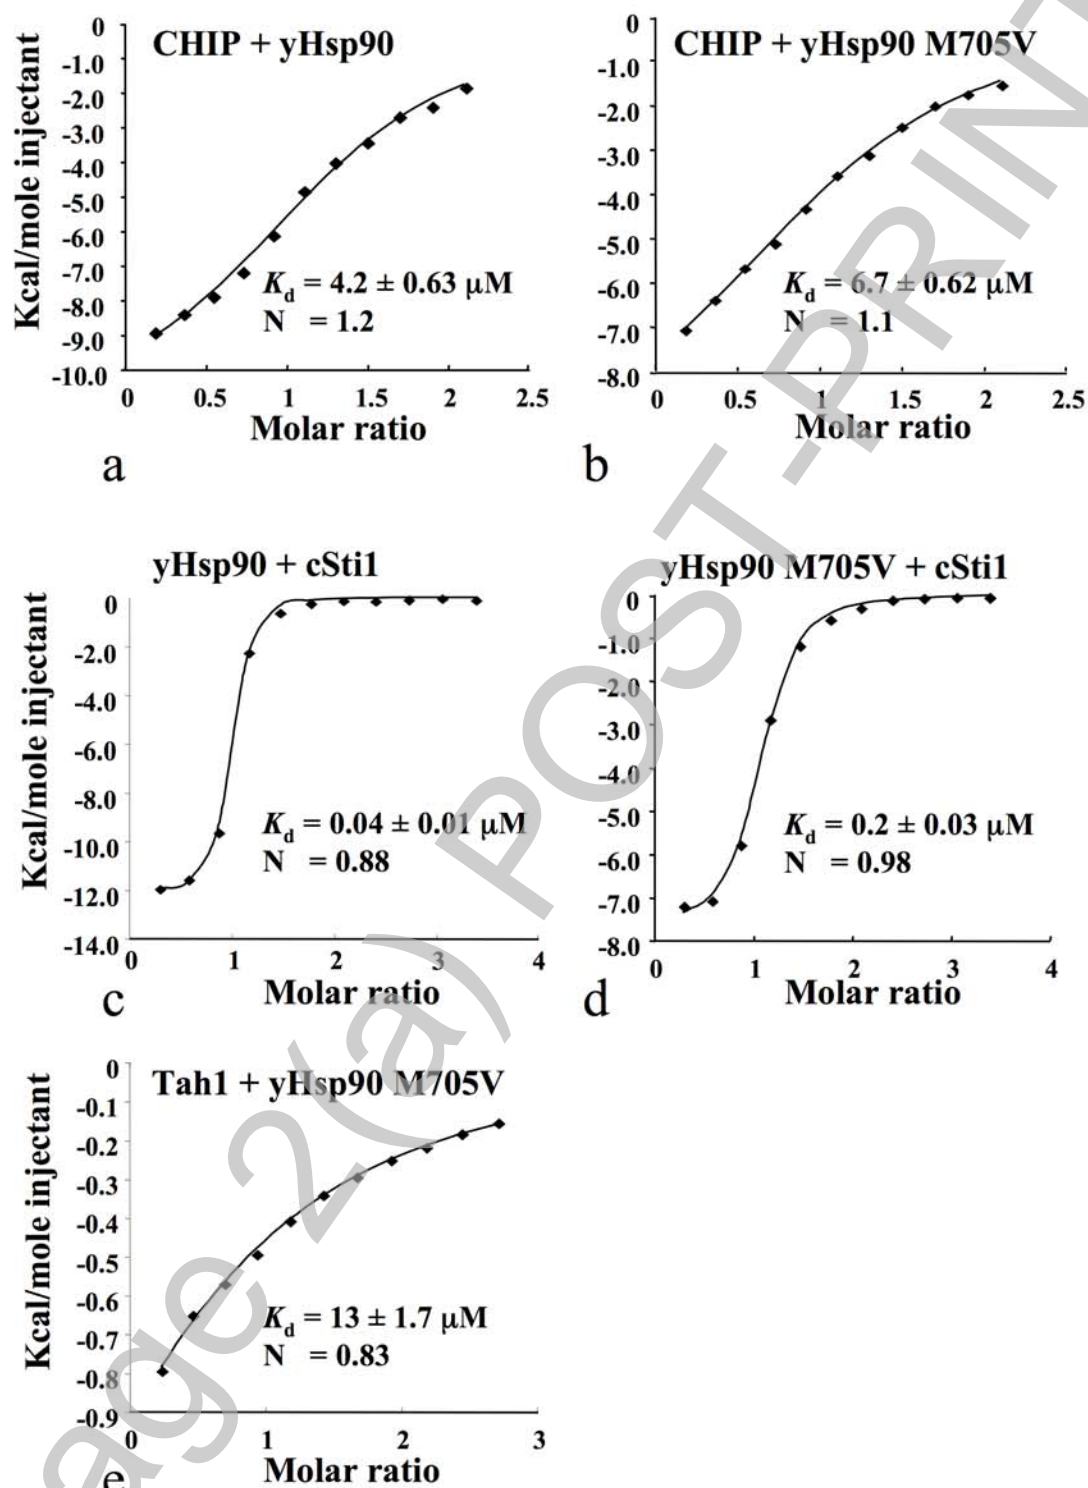 CHIP + yHsp90
Kcal/mole injectant
0
-1.0
-2.0
-3.0
-4.0
-5.0
-6.0
-7.0
-8.0
-9.0
-10.0
Kd = 4.2 ± 0.63 μM
N = 1.2
0 0.5 1 1.5 2 2.5
Molar ratio
a
CHIP + yHsp90 M705V
0
-1.0
-2.0
-3.0
-4.0
-5.0
-6.0
-7.0
-8.0
Kd = 6.7 ± 0.62 μM
N = 1.1
0 0.5 1 1.5 2 2.5
Molar ratio
b
yHsp90 + cSti1
Kcal/mole injectant
0
-2.0
-4.0
-6.0
-8.0
-10.0
-12.0
-14.0
Kd = 0.04 ± 0.01 μM
N = 0.88
0 1 2 3 4
Molar ratio
c
yHsp90 M705V + cSti1
0
-1.0
-2.0
-3.0
-4.0
-5.0
-6.0
-7.0
-8.0
Kd = 0.2 ± 0.03 μM
N = 0.98
0 1 2 3 4
Molar ratio
d
Tah1 + yHsp90 M705V
Kcal/mole injectant
0
-0.1
-0.2
-0.3
-0.4
-0.5
-0.6
-0.7
-0.8
-0.9
Kd = 13 ± 1.7 μM
N = 0.83
0 1 2 3
Molar ratio
e
age 2(a) POST-PRINT